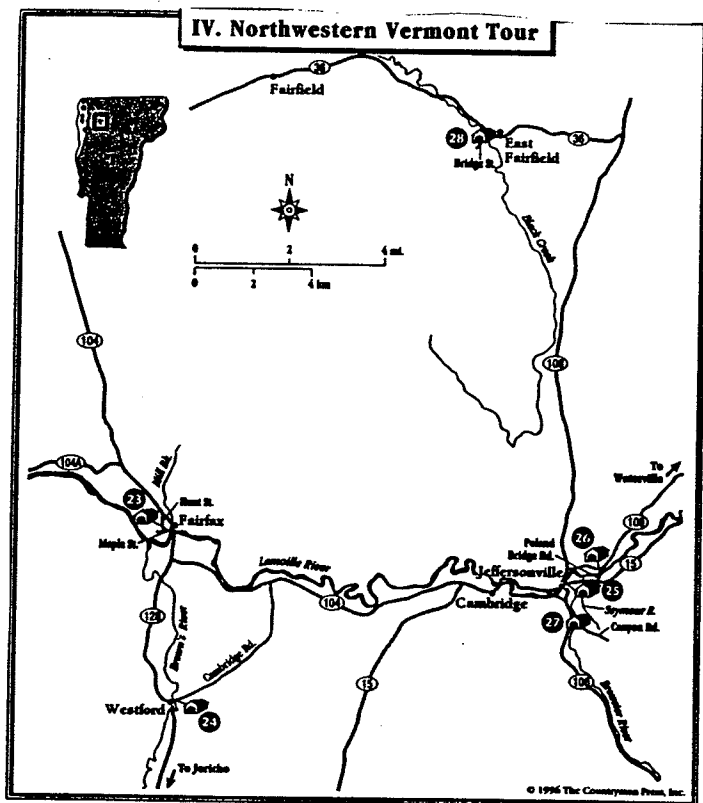 IV. Northwestern Vermont Tour
36
Fairfield
28
East
Fairfield
36
Bridge St.
N
Black Creek
0 2 4 mi.
0 2 4 km
104
108
104A
Mill Rd.
To
Waterville
23
Hunt St.
Fairfax
Maple St.
26
109
Poland
Bridge Rd.
Lamoille River
Jeffersonville
15
104
Cambridge
25
Seymour R.
128
Brown's River
27
Canyon Rd.
Cambridge Rd.
15
108
Brewster River
Westford
24
To Jericho
© 1996 The Countryman Press, Inc.